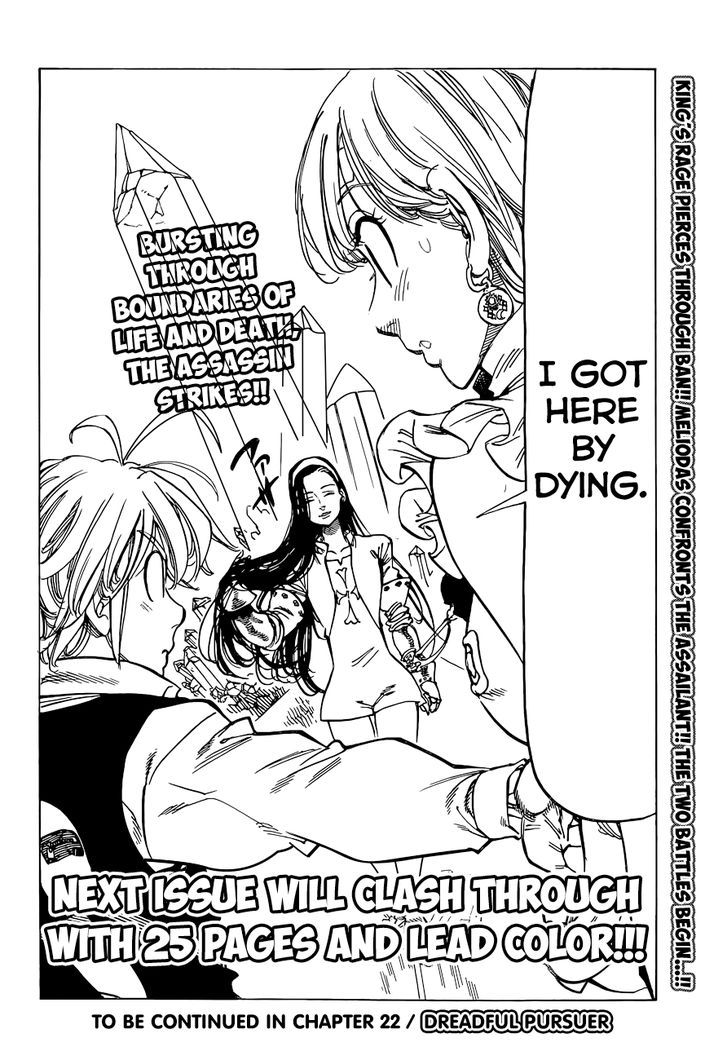 KING'S RAGE PIERCES THROUGH BAN!! MELIODAS CONFRONTS THE ASSAILANT!! THE TWO BATTLES BEGIN...!!
BURSTING
THROUGH
BOUNDARIES OF
LIFE AND DEATH,
THE ASSASSIN
STRIKES!!
I GOT
HERE
BY
DYING.
NEXT ISSUE WILL CLASH THROUGH
WITH 25 PAGES AND LEAD COLOR!!!
TO BE CONTINUED IN CHAPTER 22 / DREADFUL PURSUER